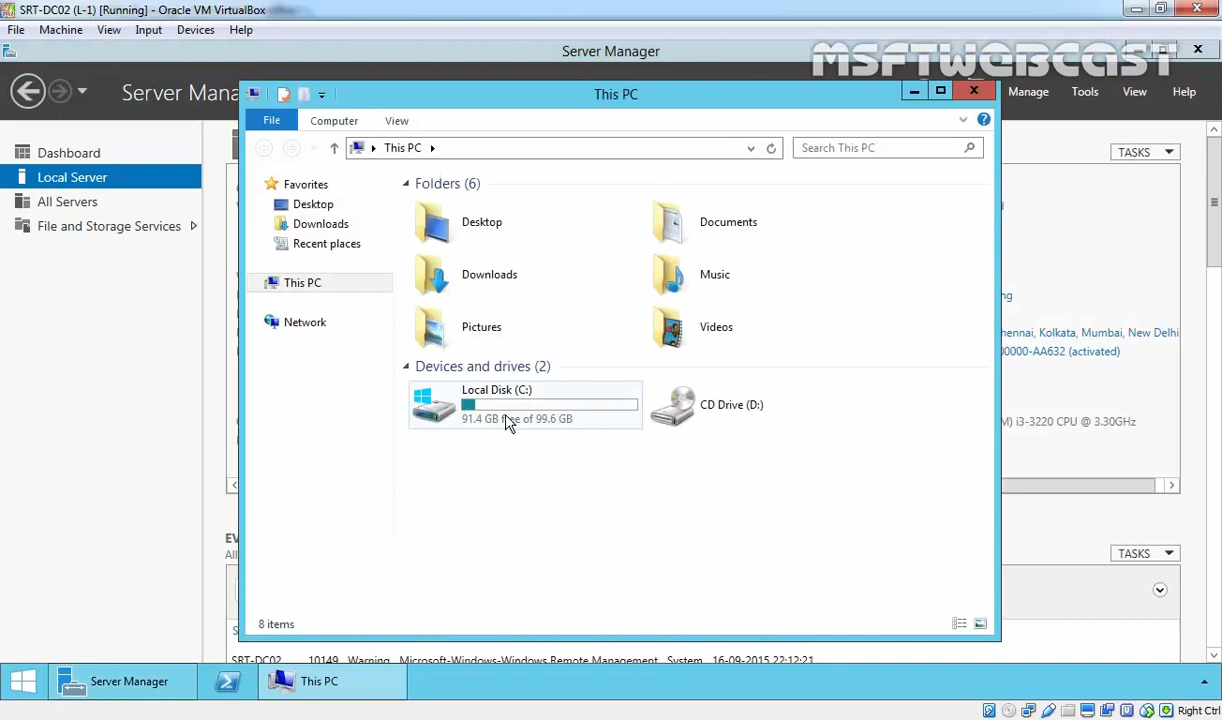 SRT-DC02 (L-1) [Running] - Oracle VM VirtualBox
File Machine View Input Devices Help
Server Manager
MSFTWEBCAST
Server Mana
Manage Tools View Help
This PC
File Computer View
This PC
Search This PC
Dashboard
Local Server
All Servers
File and Storage Services
TASKS
Favorites
Desktop
Downloads
Recent places
This PC
Network
Folders (6)
Desktop
Documents
Downloads
Music
Pictures
Videos
Devices and drives (2)
Local Disk (C:)
91.4 GB free of 99.6 GB
CD Drive (D:)
ng
hennai, Kolkata, Mumbai, New Delhi
0000-AA632 (activated)
M) i3-3220 CPU @ 3.30GHz
EV
All
TASKS
8 items
SRT-DC02 10149 Warning Microsoft-Windows-Windows Remote Management System 16-09-2015 22:12:21
Server Manager
This PC
Right Ctrl